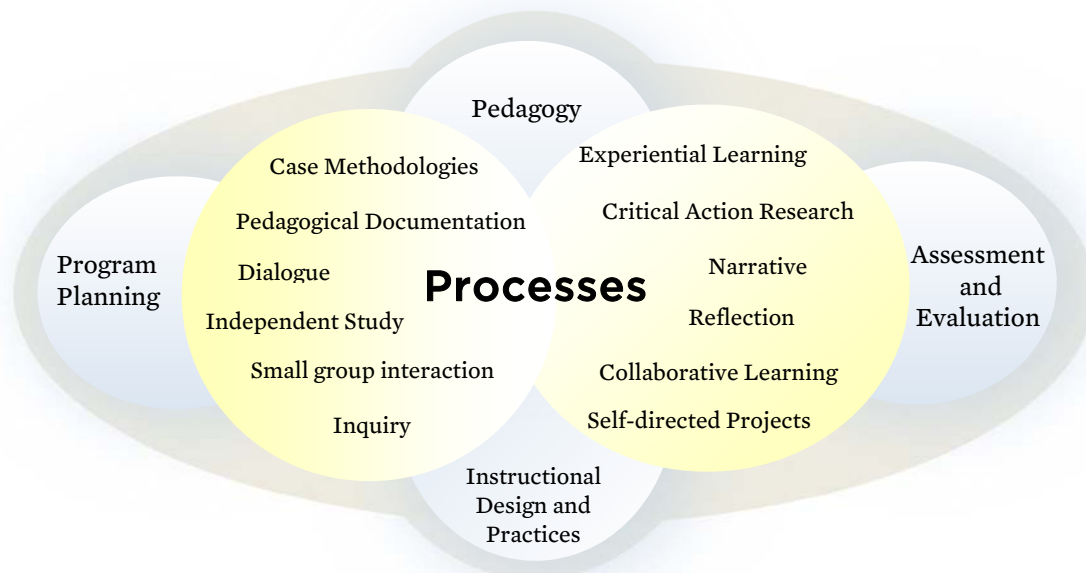 Pedagogy
Case Methodologies
Pedagogical Documentation
Dialogue
Independent Study
Small group interaction
Inquiry
Processes
Experiential Learning
Critical Action Research
Narrative
Reflection
Collaborative Learning
Self-directed Projects
Program
Planning
Assessment
and
Evaluation
Instructional
Design and
Practices